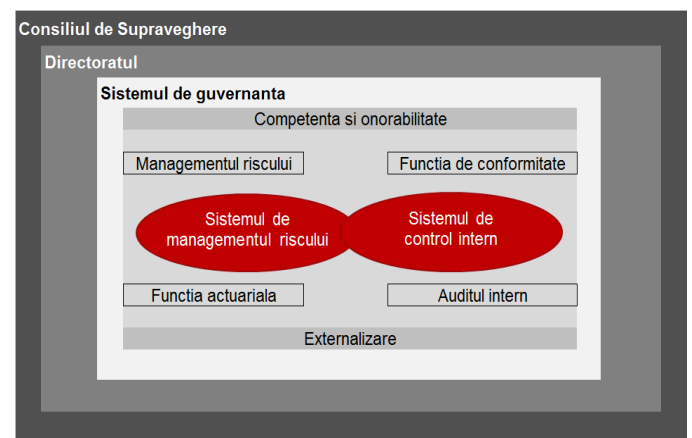 Consiliul de Supraveghere
Directoratul
Sistemul de guvernanta
Competenta si onorabilitate
Managementul riscului
Functia de conformitate
Sistemul de
managementul riscului
Sistemul de
control intern
Functia actuariala
Auditul intern
Externalizare